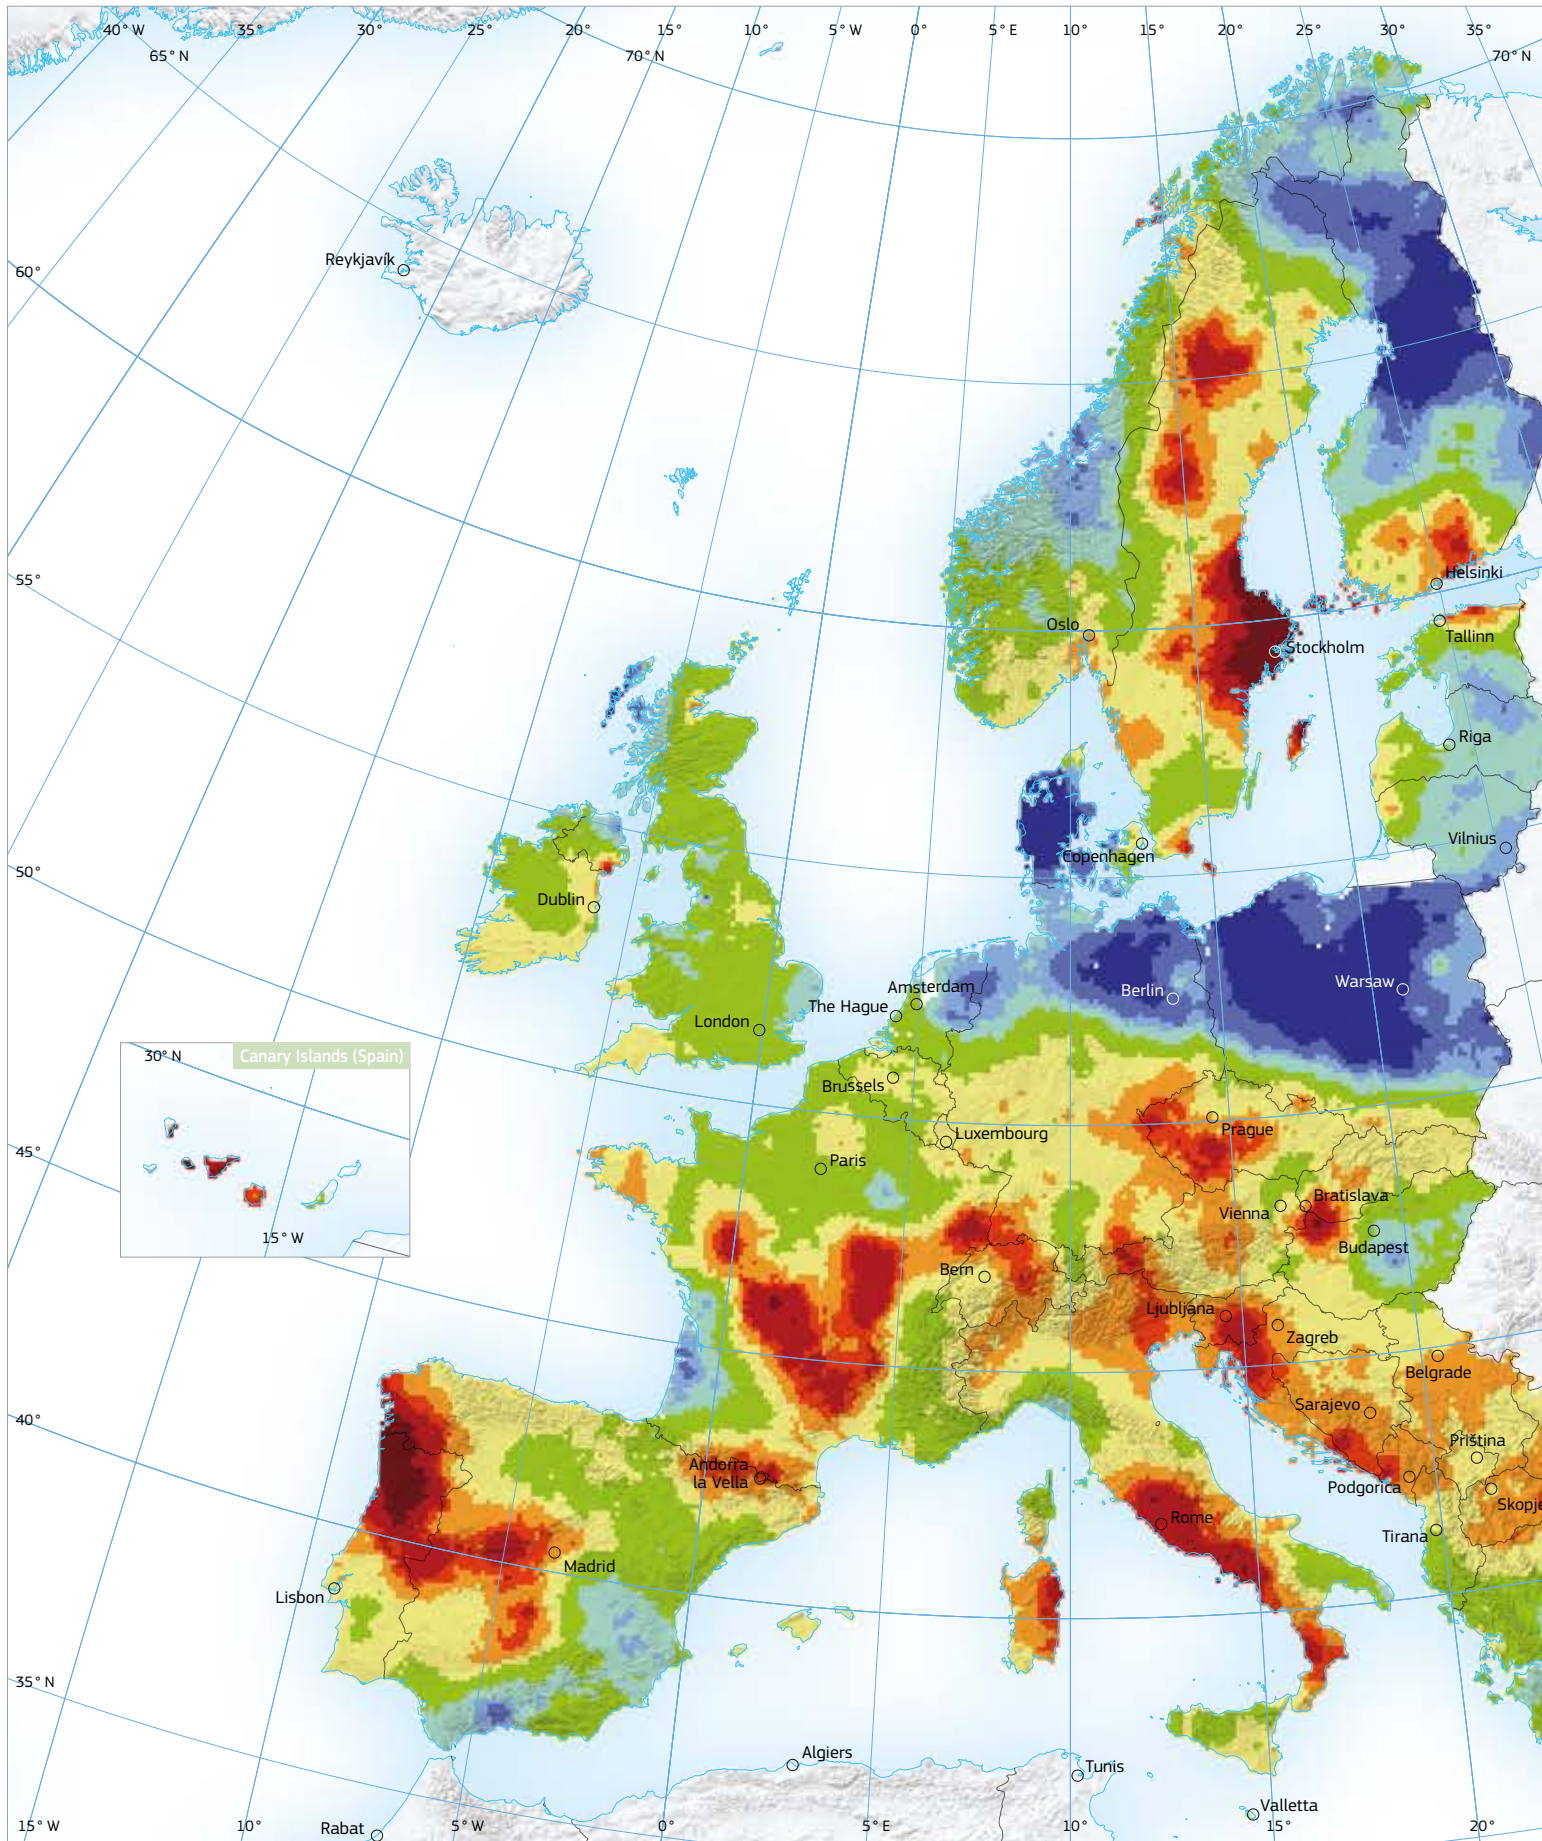 40° W
35°
30°
25°
20°
15°
10°
5° W
0°
5° E
10°
15°
20°
25°
30
35°
65° N
70° N
70° N
Reykjavík
60°
55°
Helsinki
Oslo
Tallinn
Stockholm
Riga
Vilnius
Copenhagen
50°
Dublin
Amsterdam
Berlin
Warsaw
The Hague
London
30° N
Canary Islands (Spain)
Brussels
Prague
Luxembourg
45°
Paris
Bratislava
Vienna
15° W
Budapest
Bern
Ljubljana
Zagreb
Belgrade
40°
Sarajevo
Priština
Andorra
la Vella
Podgorica
Skopje
Rome
Tirana
Madrid
Lisbon
35° N
Algiers
Tunis
Valletta
15° W
10°
Rabat
5° W
0°
5° E
10°
15°
20°